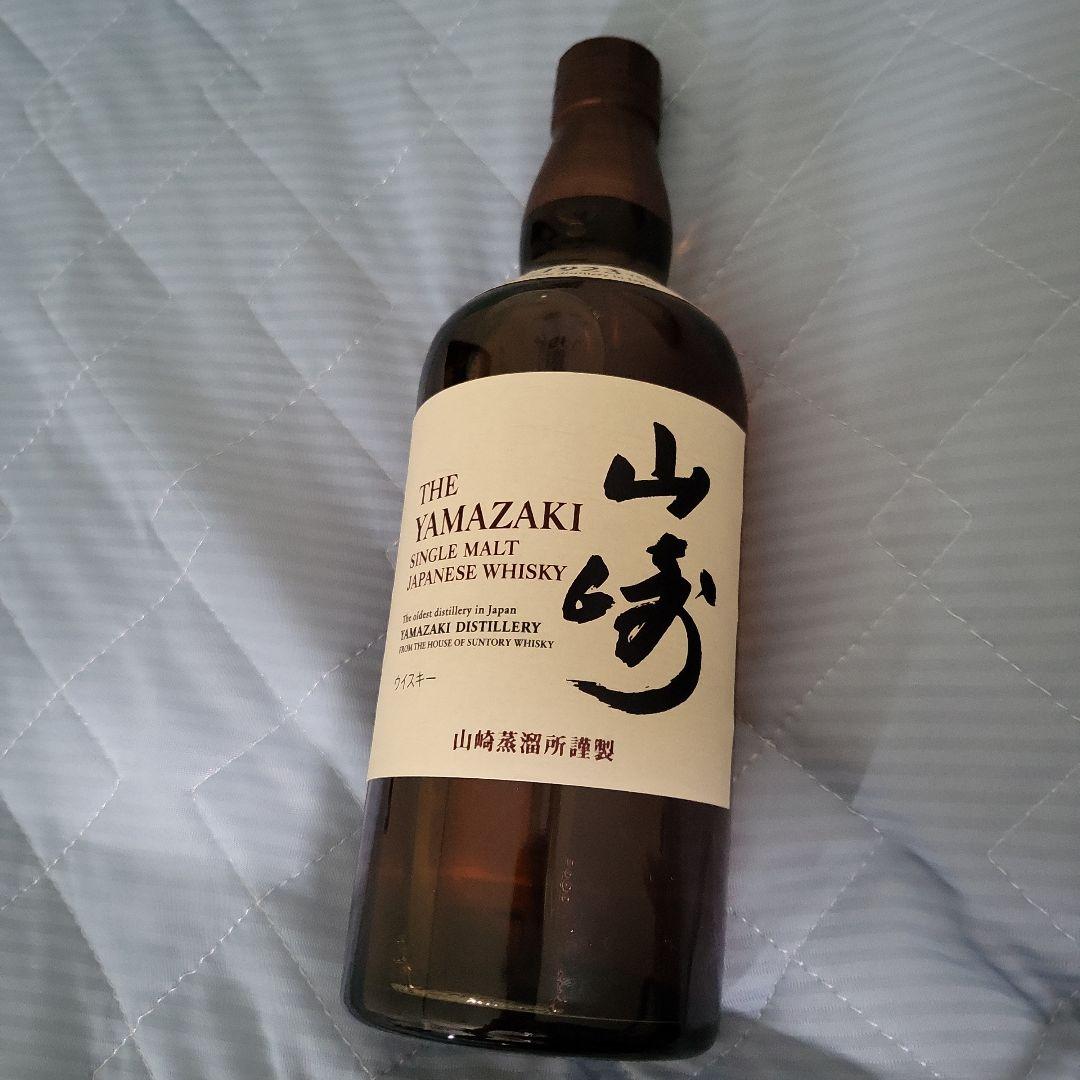 1923
THE
YAMAZAKI
SINGLE MALT
JAPANESE WHISKY
The oldest distillery in Japan
YAMAZAKI DISTILLERY
FROM THE HOUSE OF SUNTORY WHISKY
ウイスキー
山崎
山崎蒸溜所謹製